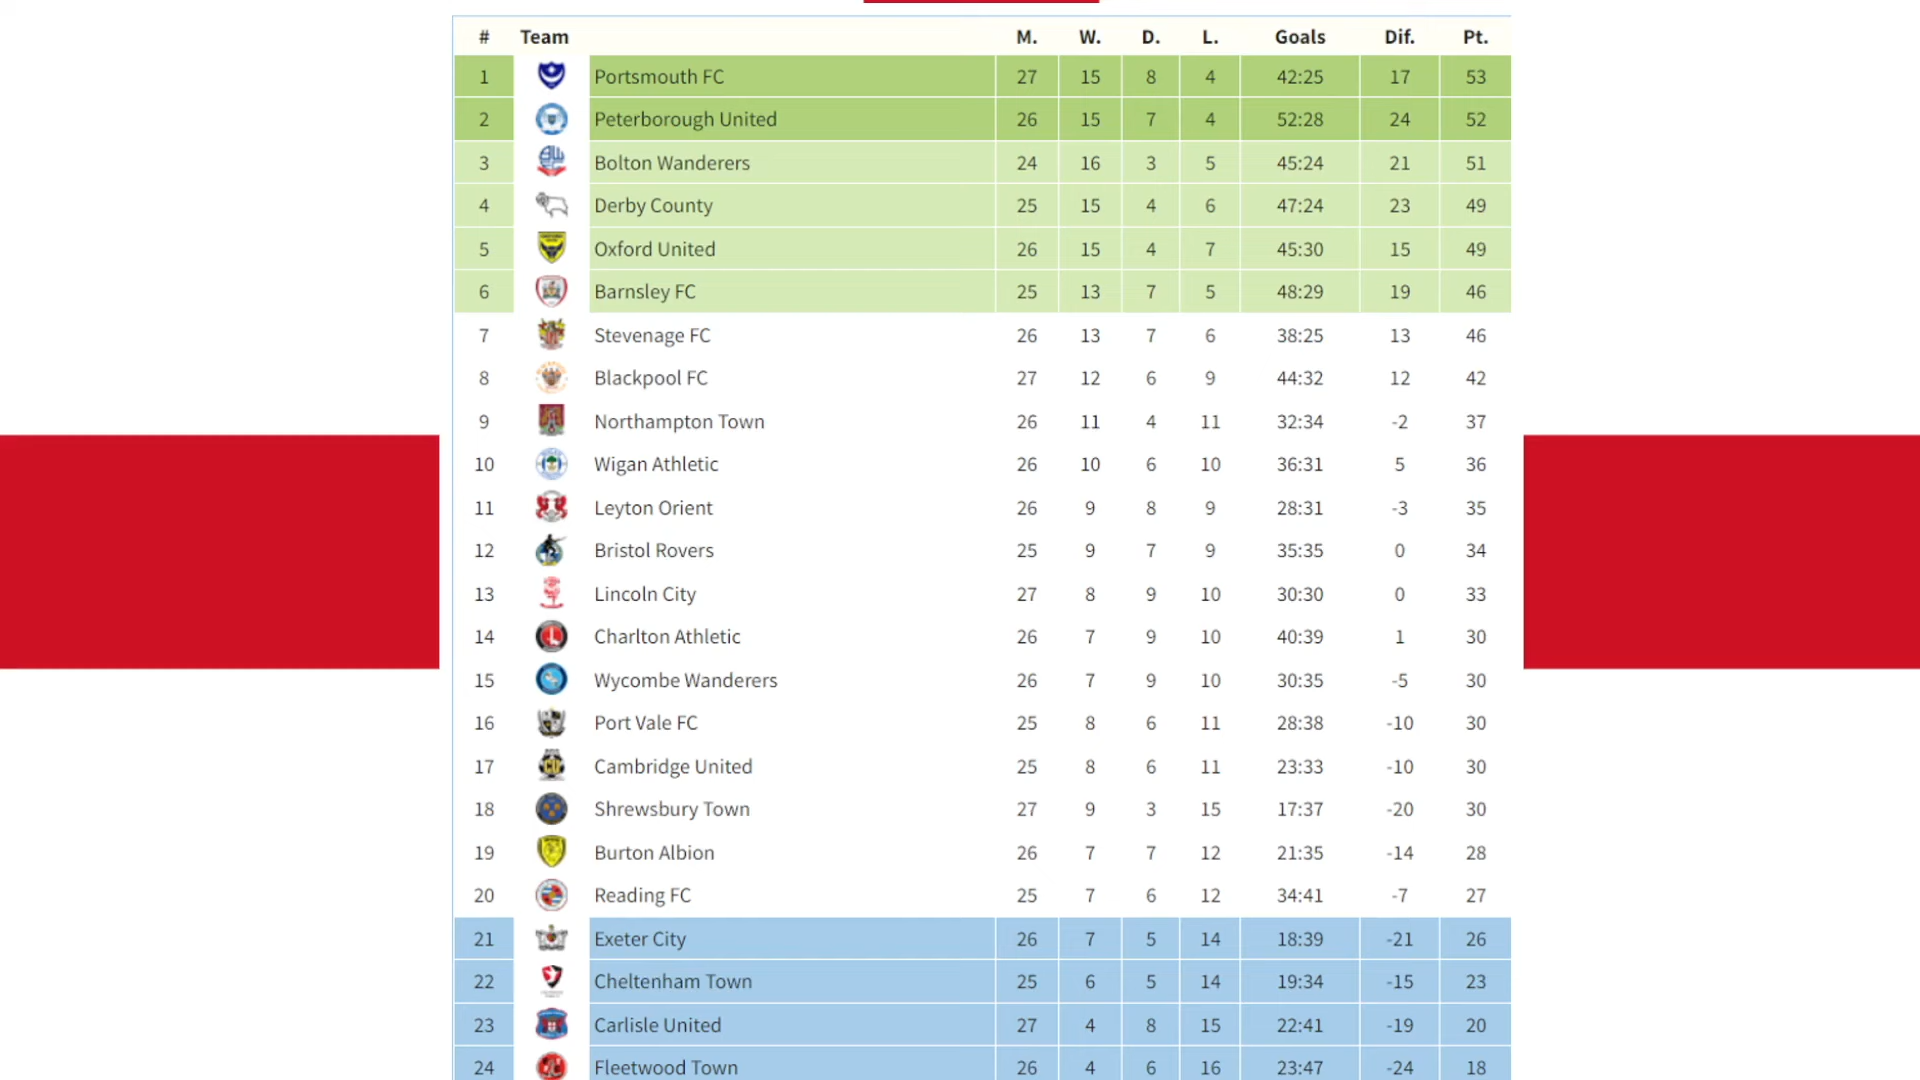 # Team M. W. D. L. Goals Dif. Pt.
1 Portsmouth FC 27 15 8 4 42:25 17 53
2 Peterborough United 26 15 7 4 52:28 24 52
3 Bolton Wanderers 24 16 3 5 45:24 21 51
4 Derby County 25 15 4 6 47:24 23 49
5 Oxford United 26 15 4 7 45:30 15 49
6 Barnsley FC 25 13 7 5 48:29 19 46
7 Stevenage FC 26 13 7 6 38:25 13 46
8 Blackpool FC 27 12 6 9 44:32 12 42
9 Northampton Town 26 11 4 11 32:34 -2 37
10 Wigan Athletic 26 10 6 10 36:31 5 36
11 Leyton Orient 26 9 8 9 28:31 -3 35
12 Bristol Rovers 25 9 7 9 35:35 0 34
13 Lincoln City 27 8 9 10 30:30 0 33
14 Charlton Athletic 26 7 9 10 40:39 1 30
15 Wycombe Wanderers 26 7 9 10 30:35 -5 30
16 Port Vale FC 25 8 6 11 28:38 -10 30
17 Cambridge United 25 8 6 11 23:33 -10 30
18 Shrewsbury Town 27 9 3 15 17:37 -20 30
19 Burton Albion 26 7 7 12 21:35 -14 28
20 Reading FC 25 7 6 12 34:41 -7 27
21 Exeter City 26 7 5 14 18:39 -21 26
22 Cheltenham Town 25 6 5 14 19:34 -15 23
23 Carlisle United 27 4 8 15 22:41 -19 20
24 Fleetwood Town 26 4 6 16 23:47 -24 18